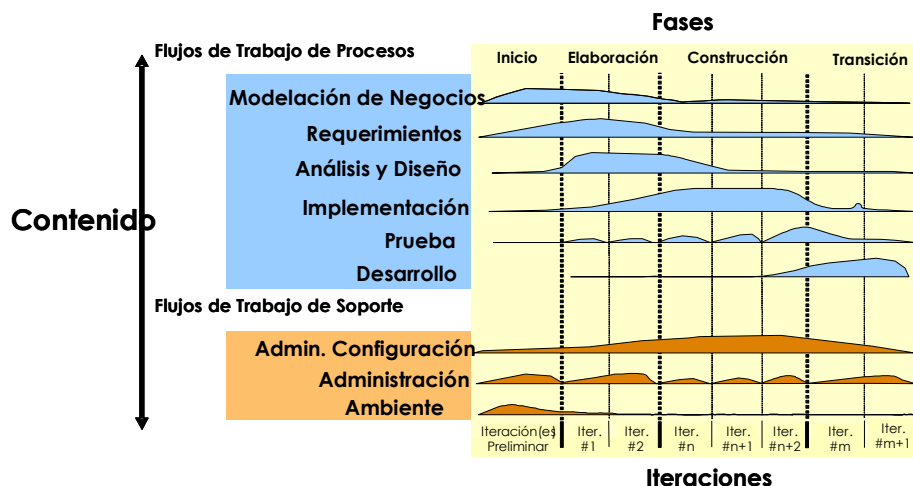 Fases
Flujos de Trabajo de Procesos
Inicio Elaboración Construcción Transición
Modelación de Negocios
Requerimientos
Análisis y Diseño
Implementación
Prueba
Desarrollo
Contenido
Flujos de Trabajo de Soporte
Admin. Configuración
Administración
Ambiente
Iteración(es) Iter. Iter. Iter. Iter. Iter. Iter. Iter.
Preliminar #1 #2 #n #n+1 #n+2 #m #m+1
Iteraciones